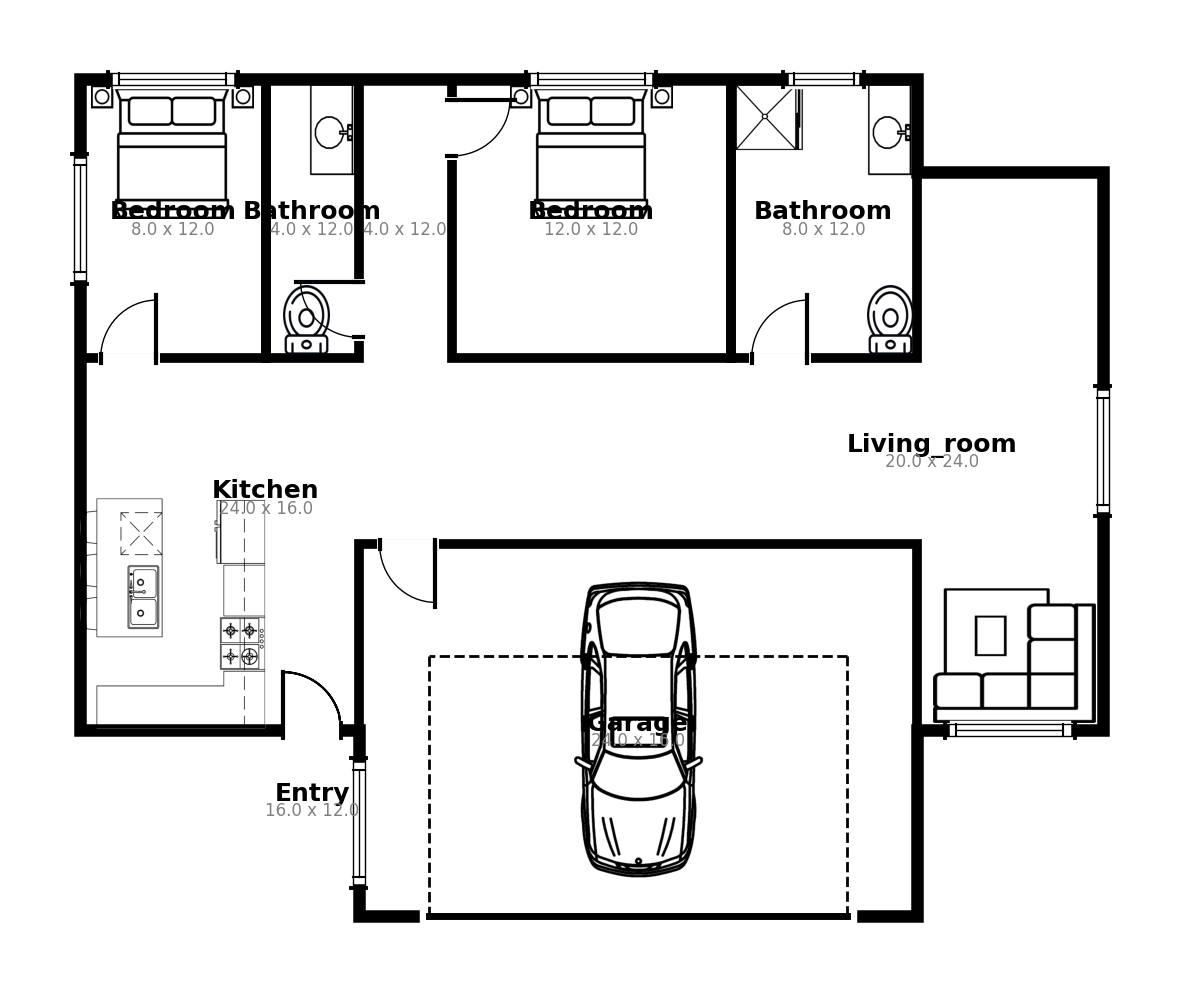 Bedroom
8.0 x 12.0
Bathroom
4.0 x 12.0
4.0 x 12.0
Bedroom
12.0 x 12.0
Bathroom
8.0 x 12.0
Living_room
20.0 x 24.0
Kitchen
24.0 x 16.0
Garage
24.0 x 16.0
Entry
16.0 x 12.0